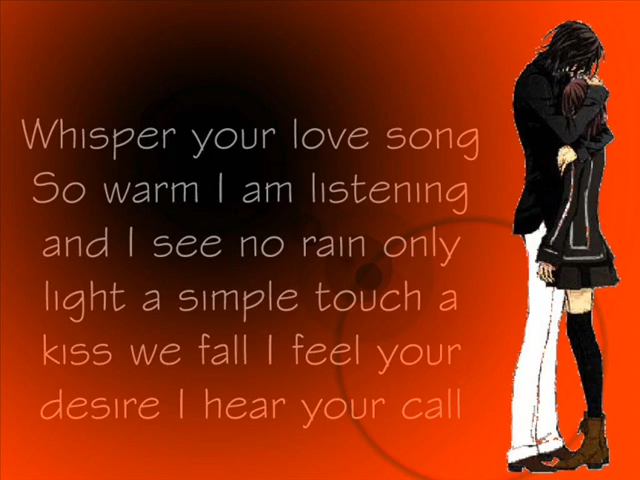 Whisper your love song
So warm I am listening
and I see no rain only
light a simple touch a
kiss we fall I feel your
desire I hear your call